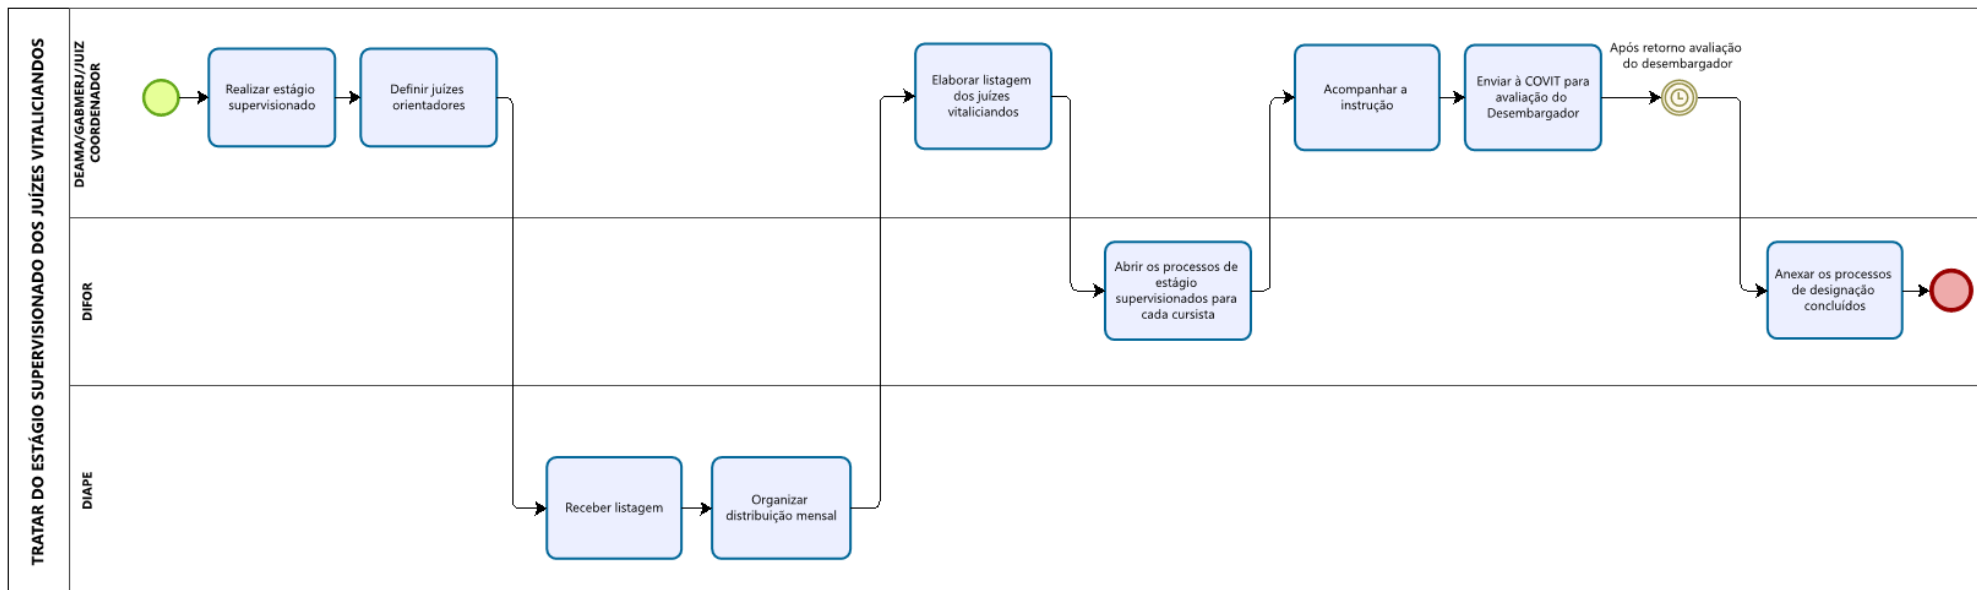 TRATAR DO ESTÁGIO SUPERVISIONADO DOS JUÍZES VITALICIANDOS
DEAMA/GABMERJ/JUIZ
COORDENADOR
Realizar estágio
supervisionado
Definir juízes
orientadores
Elaborar listagem
dos juízes
vitaliciandos
Acompanhar a
instrução
Enviar à COVIT para
avaliação do
Desembargador
Após retorno avaliação
do desembargador
DIFOR
Abrir os processos de
estágio
supervisionados para
cada cursista
Anexar os processos
de designação
concluídos
DIAPE
Receber listagem
Organizar
distribuição mensal